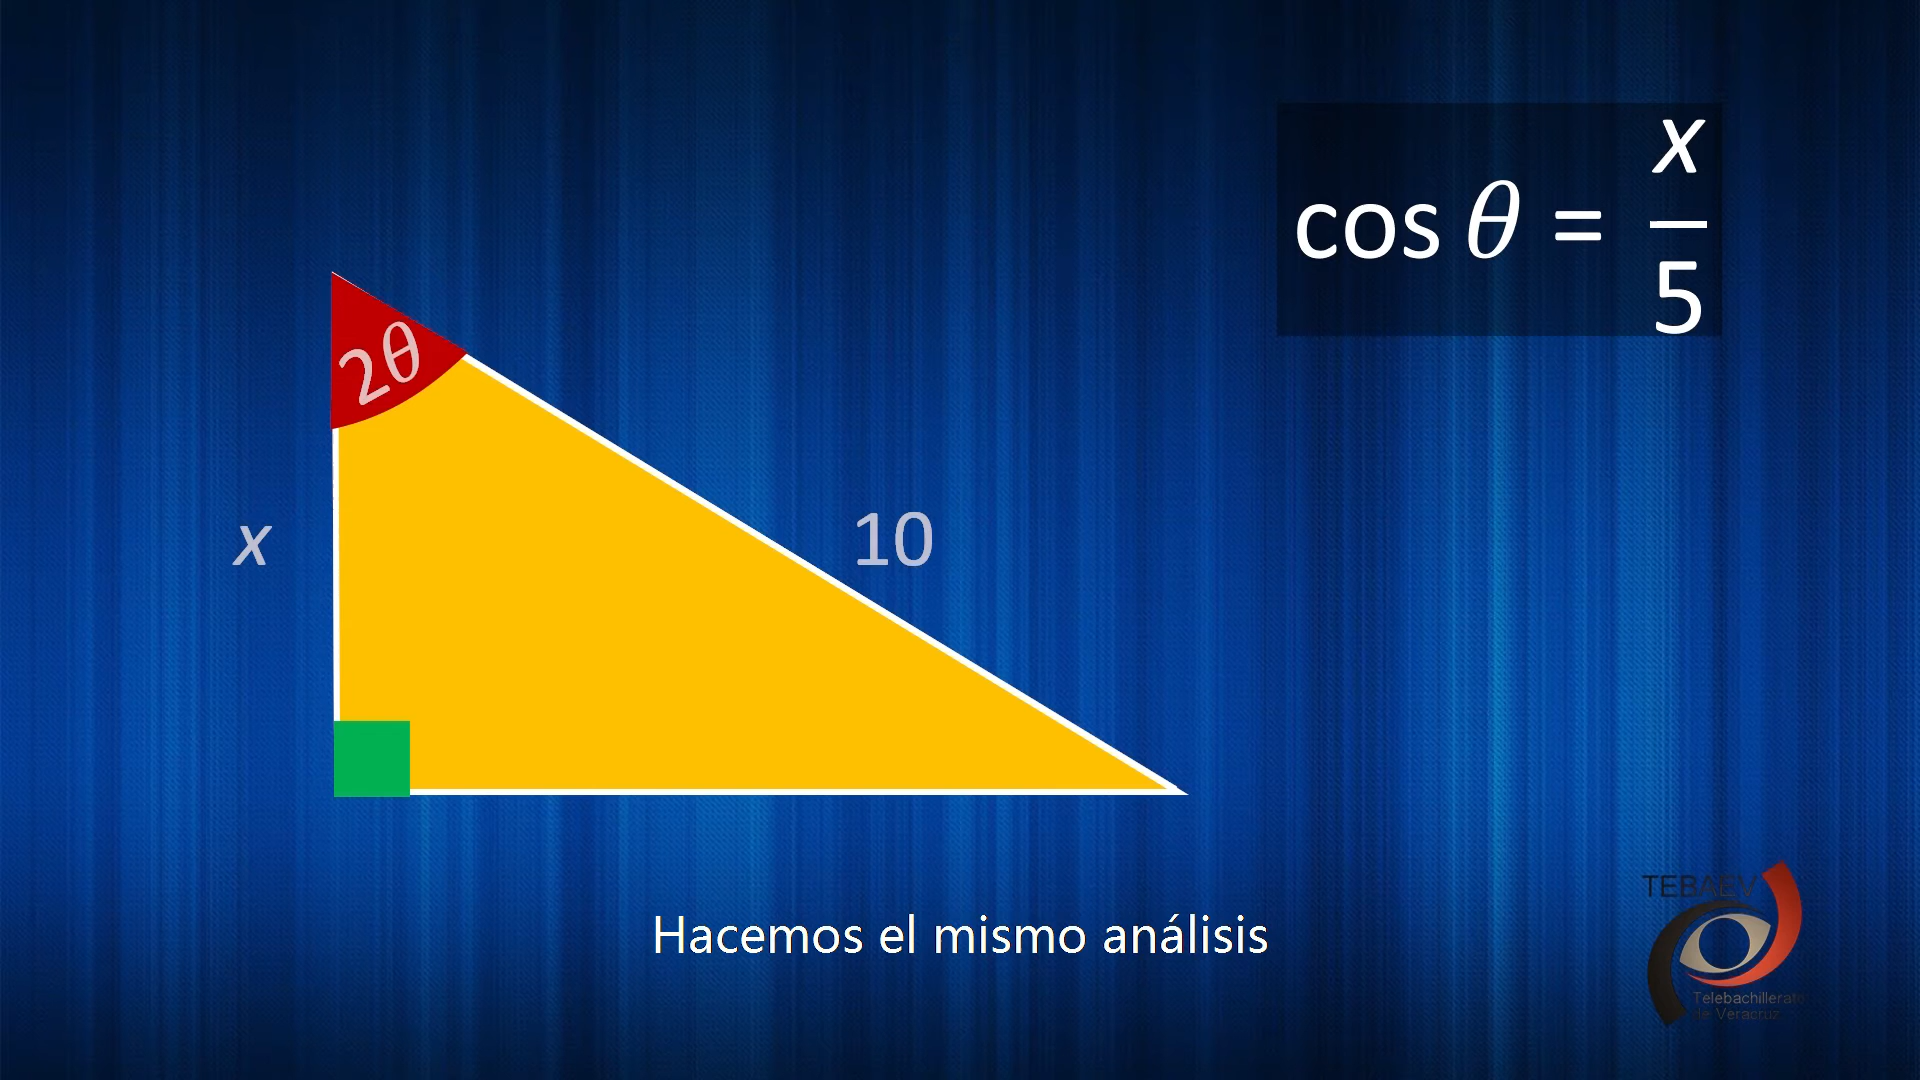 cos θ = x/5
2θ
x
10
Hacemos el mismo análisis
TEBAEV
Telebachillerato
de Veracruz